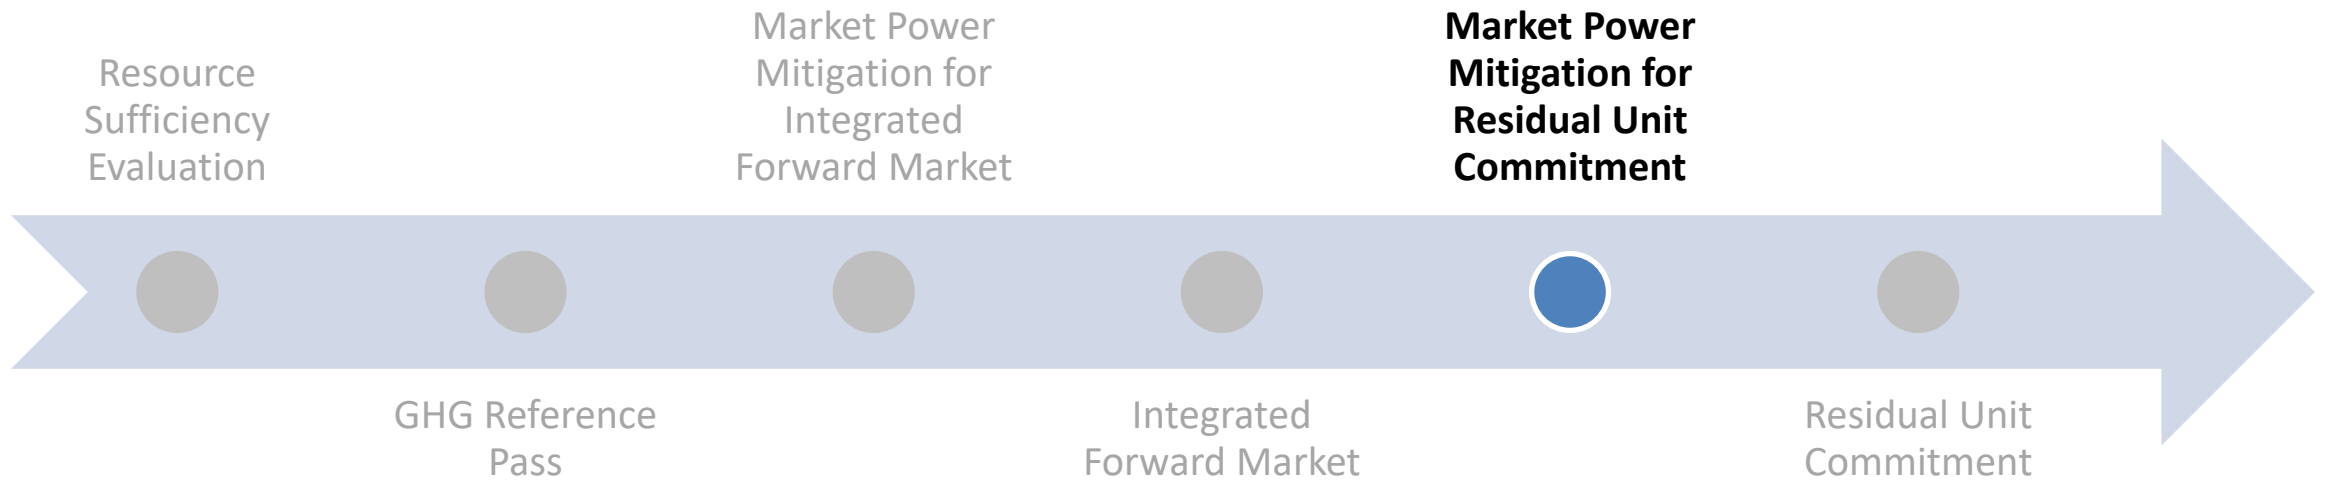 Resource
Sufficiency
Evaluation
GHG Reference
Pass
Market Power
Mitigation for
Integrated
Forward Market
Integrated
Forward Market
Market Power
Mitigation for
Residual Unit
Commitment
Residual Unit
Commitment